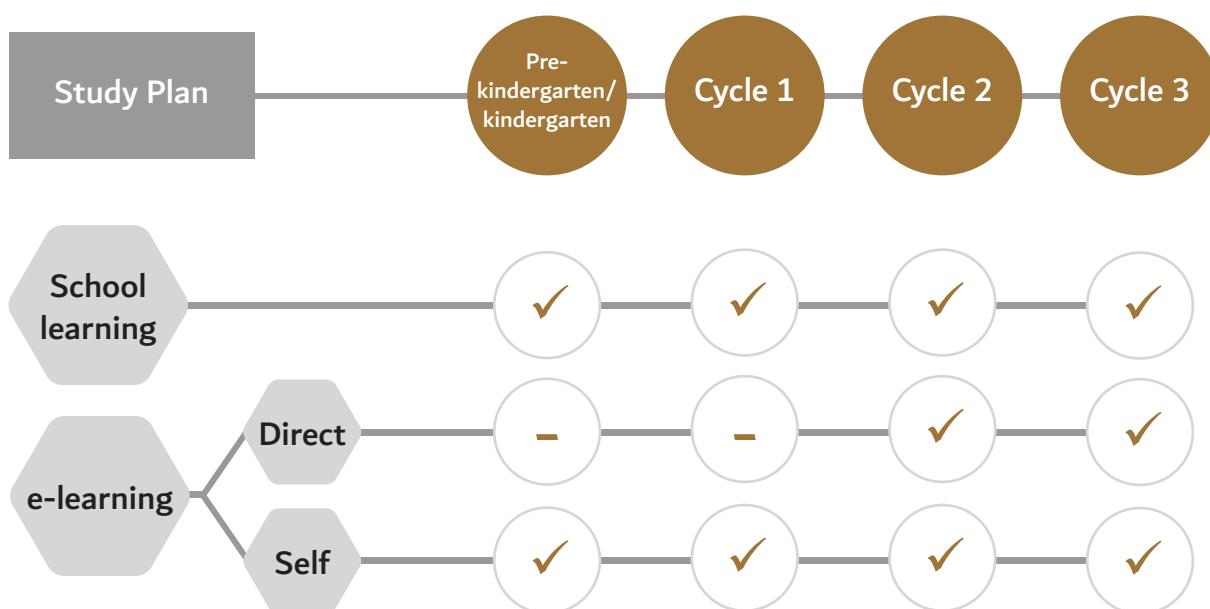 Study Plan
Pre-
kindergarten/
kindergarten
Cycle 1
Cycle 2
Cycle 3
School
learning
✓ ✓ ✓ ✓
e-learning
Direct
- - ✓ ✓
Self
✓ ✓ ✓ ✓